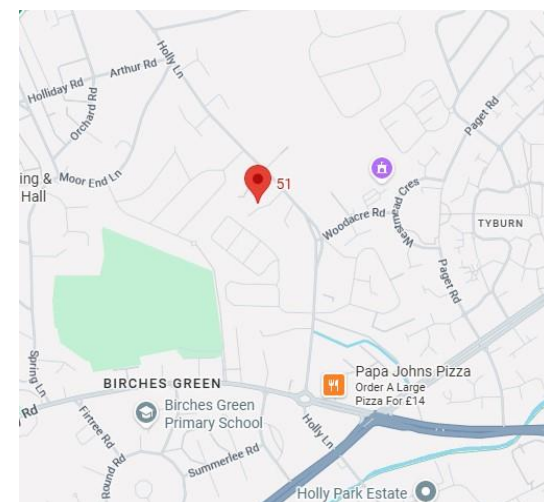 Holly Ln
Arthur Rd
Holliday Rd
Orchard Rd
Paget Rd
ing &
Hall
Moor End Ln
51
Woodacre Rd
Westmead Cres
TYBURN
Paget Rd
Spring Ln
Papa Johns Pizza
Order A Large
Pizza For £14
BIRCHES GREEN
Birches Green
Primary School
Rd
Firtree Rd
Holly Ln
Round Rd
Summerlee Rd
Holly Park Estate